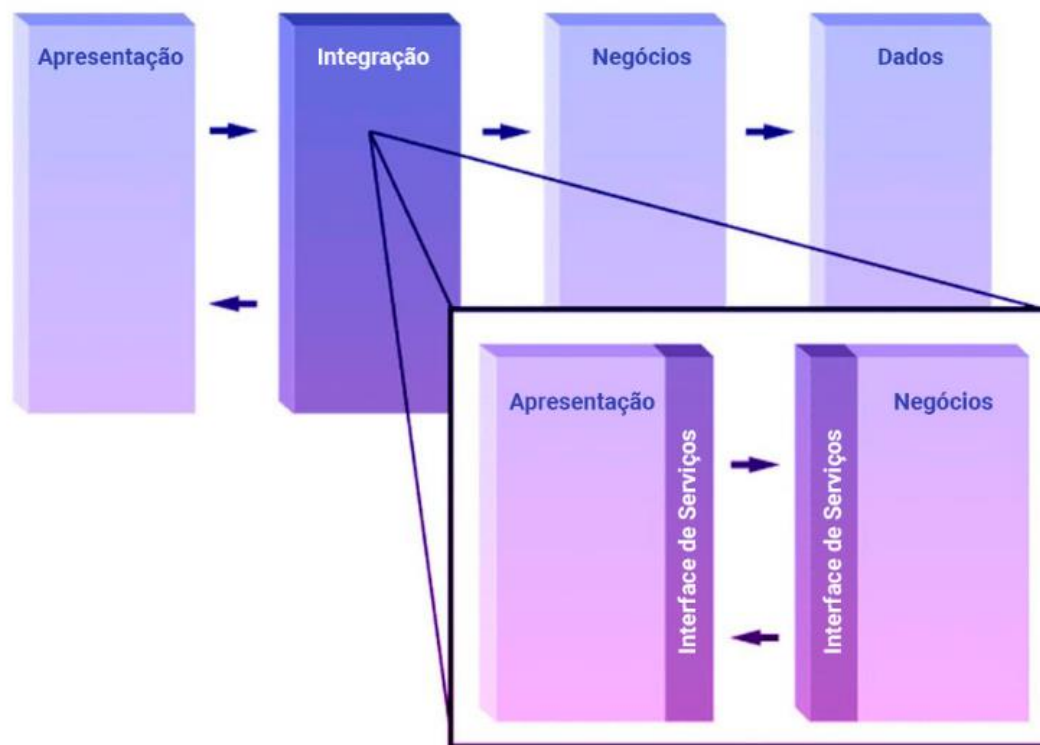 Apresentação
Integração
Negócios
Dados
Apresentação
Interface de Serviços
Interface de Serviços
Negócios